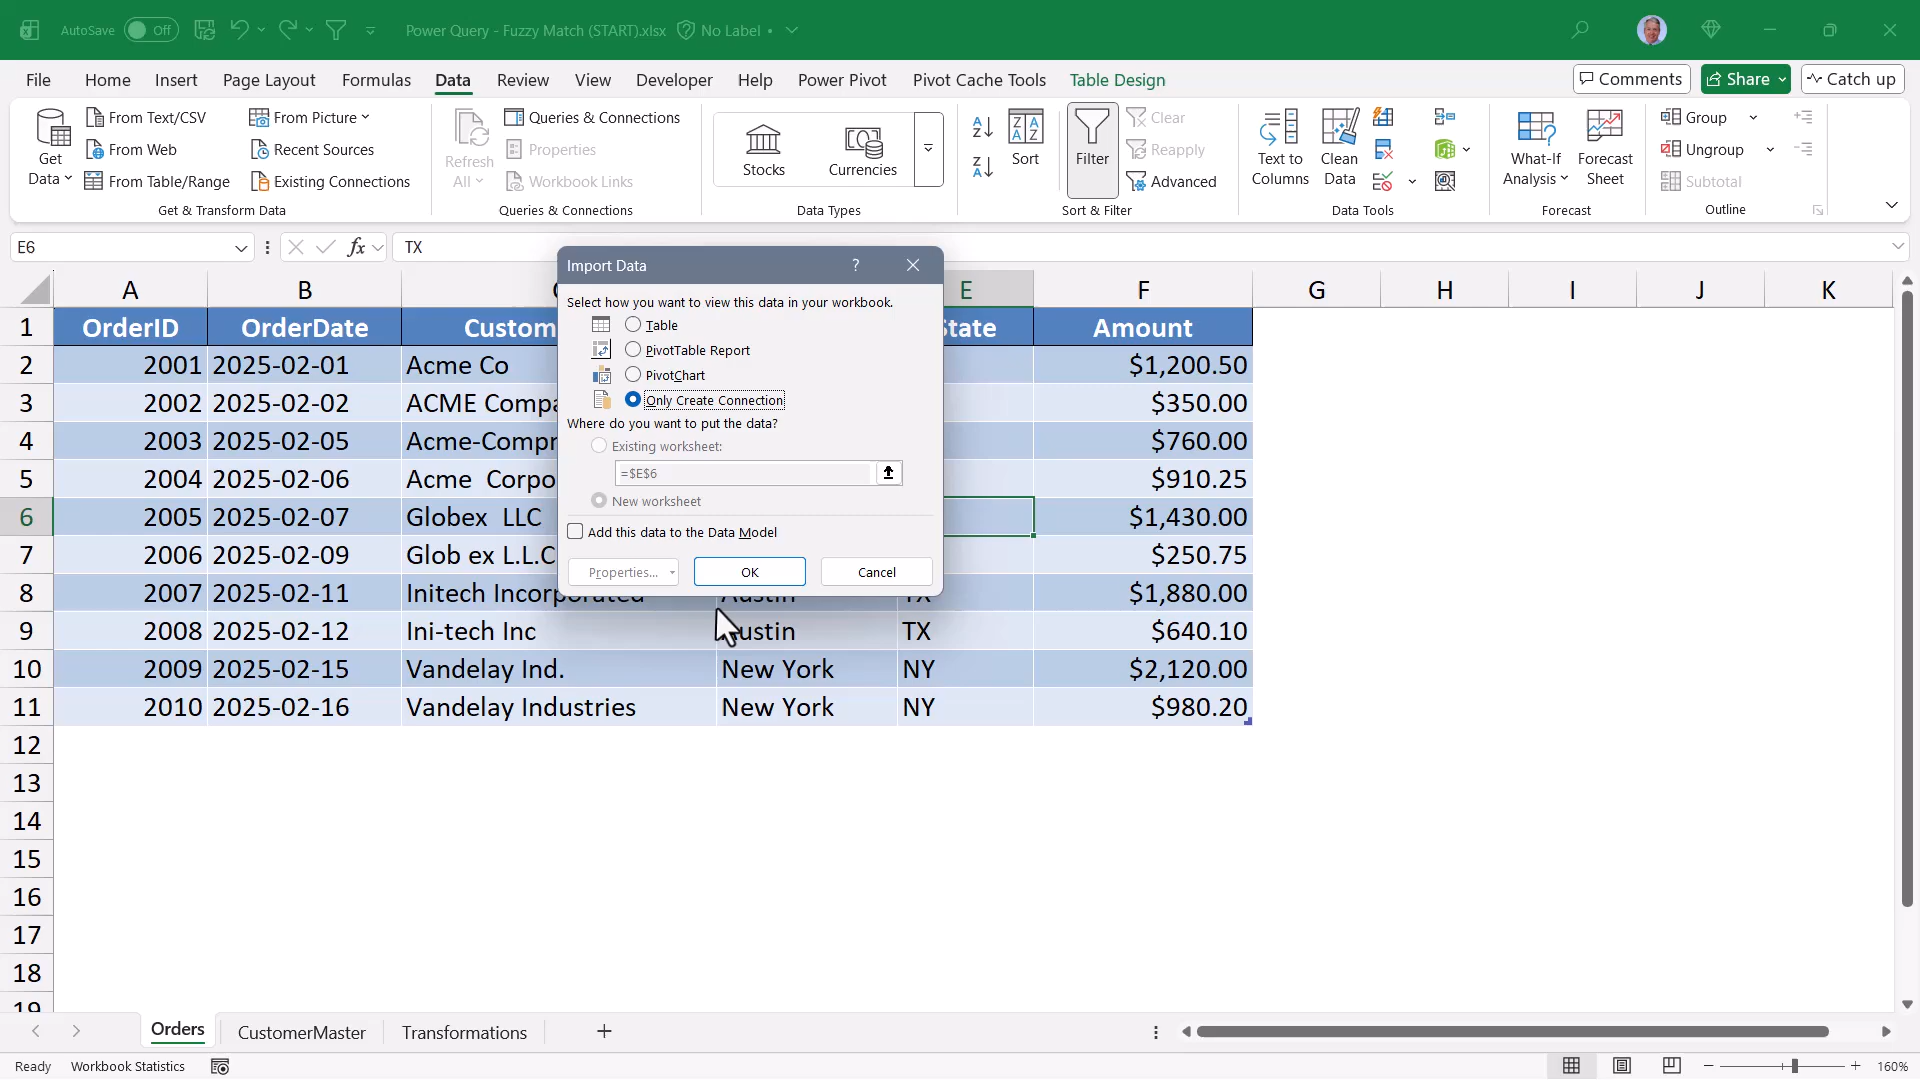 AutoSave Off Power Query - Fuzzy Match (START).xlsx No Label •
File Home Insert Page Layout Formulas Data Review View Developer Help Power Pivot Pivot Cache Tools Table Design Comments Share Catch up
Get Data
From Text/CSV
From Web
From Table/Range
From Picture
Recent Sources
Existing Connections
Get & Transform Data
Refresh All
Queries & Connections
Properties
Workbook Links
Queries & Connections
Stocks
Currencies
Data Types
Sort
Filter
Clear
Reapply
Advanced
Sort & Filter
Text to Columns
Clean Data
Data Tools
What-If Analysis
Forecast Sheet
Forecast
Group
Ungroup
Subtotal
Outline
E6 fx TX
A B E F G H I J K
1 OrderID OrderDate Custom State Amount
2 2001 2025-02-01 Acme Co $1,200.50
3 2002 2025-02-02 ACME Comp $350.00
4 2003 2025-02-05 Acme-Comp $760.00
5 2004 2025-02-06 Acme  Corpo $910.25
6 2005 2025-02-07 Globex  LLC $1,430.00
7 2006 2025-02-09 Glob ex L.L.C $250.75
8 2007 2025-02-11 Initech Incorporated Austin TX $1,880.00
9 2008 2025-02-12 Ini-tech Inc Austin TX $640.10
10 2009 2025-02-15 Vandelay Ind. New York NY $2,120.00
11 2010 2025-02-16 Vandelay Industries New York NY $980.20
12
13
14
15
16
17
18
19
Import Data ?
Select how you want to view this data in your workbook.
Table
PivotTable Report
PivotChart
Only Create Connection
Where do you want to put the data?
Existing worksheet:
=$E$6
New worksheet
Add this data to the Data Model
Properties... OK Cancel
Orders CustomerMaster Transformations
Ready Workbook Statistics 160%